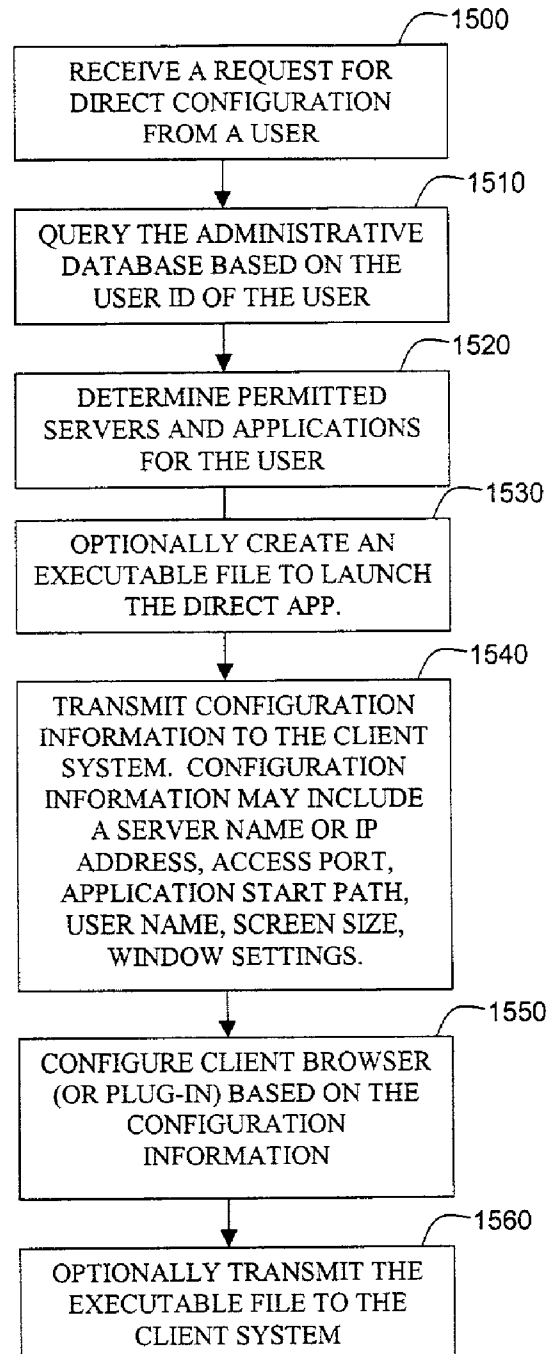 1500
RECEIVE A REQUEST FOR
DIRECT CONFIGURATION
FROM A USER
1510
QUERY THE ADMINISTRATIVE
DATABASE BASED ON THE
USER ID OF THE USER
1520
DETERMINE PERMITTED
SERVERS AND APPLICATIONS
FOR THE USER
1530
OPTIONALLY CREATE AN
EXECUTABLE FILE TO LAUNCH
THE DIRECT APP.
1540
TRANSMIT CONFIGURATION
INFORMATION TO THE CLIENT
SYSTEM. CONFIGURATION
INFORMATION MAY INCLUDE
A SERVER NAME OR IP
ADDRESS, ACCESS PORT,
APPLICATION START PATH,
USER NAME, SCREEN SIZE,
WINDOW SETTINGS.
1550
CONFIGURE CLIENT BROWSER
(OR PLUG-IN) BASED ON THE
CONFIGURATION
INFORMATION
1560
OPTIONALLY TRANSMIT THE
EXECUTABLE FILE TO THE
CLIENT SYSTEM